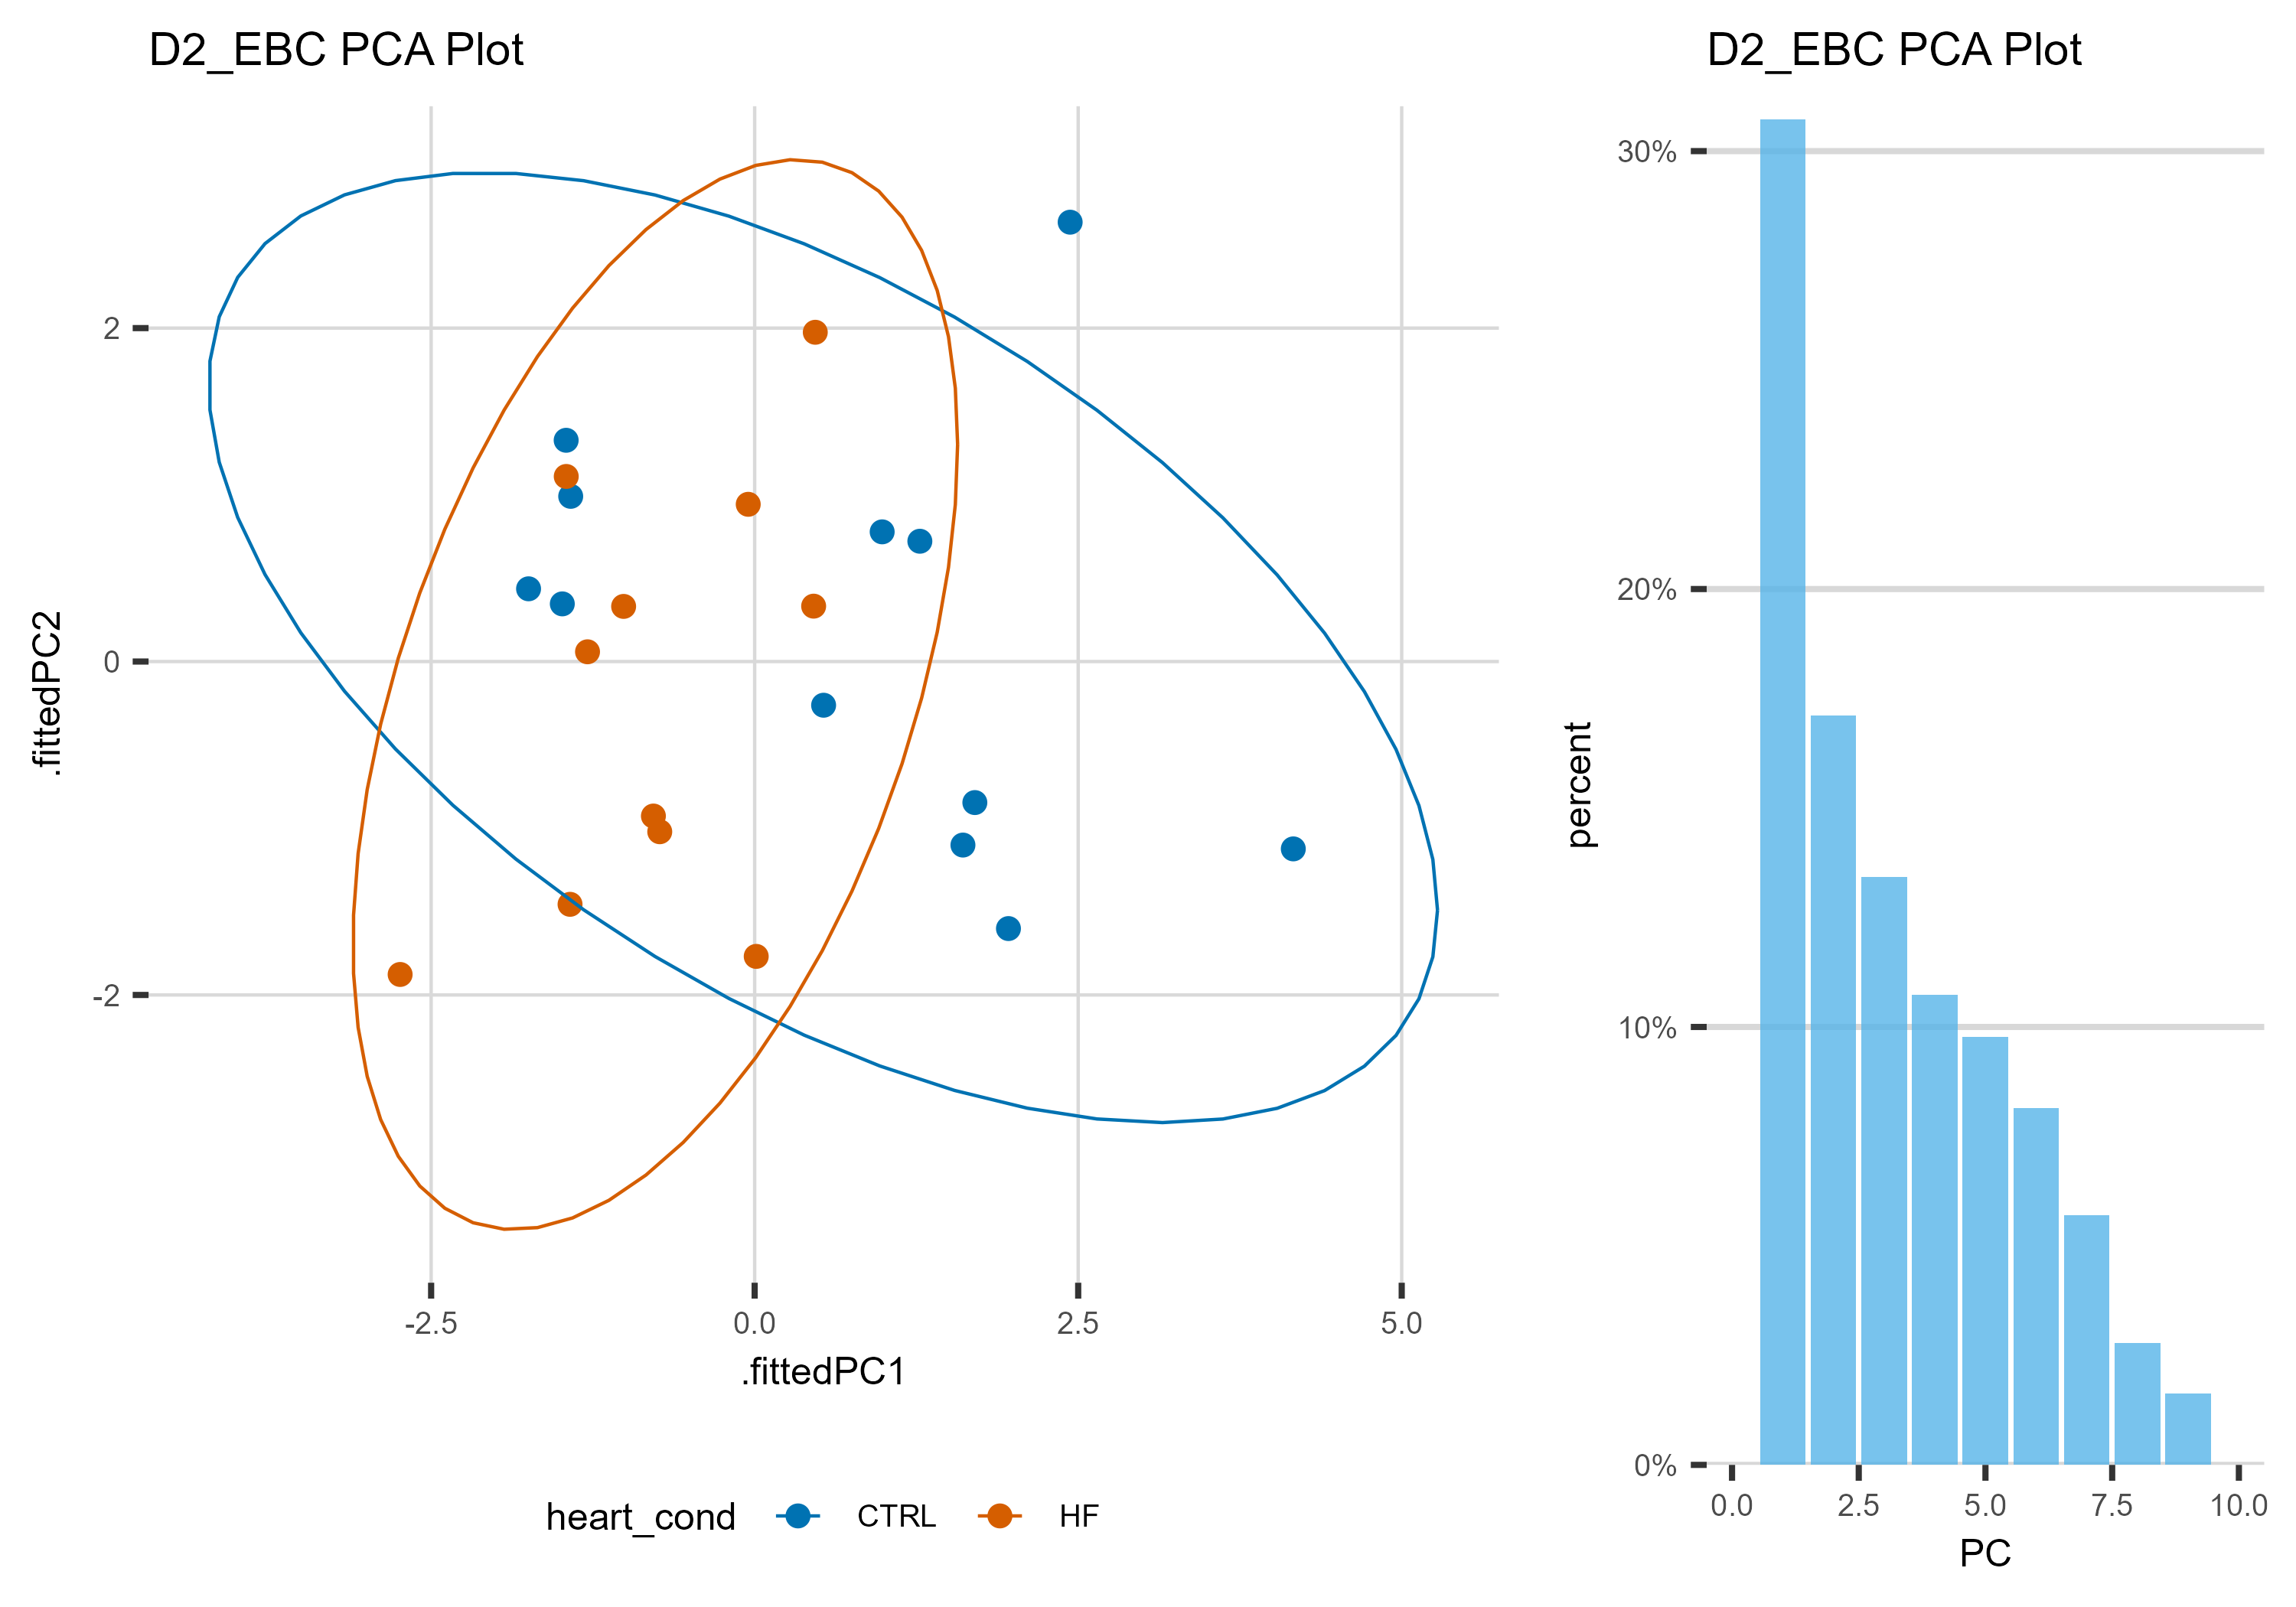 D2_EBC PCA Plot
.fittedPC2
2
0
-2
-2.5
0.0
2.5
5.0
.fittedPC1
heart_cond
CTRL
HF
D2_EBC PCA Plot
percent
30%
20%
10%
0%
0.0
2.5
5.0
7.5
10.0
PC